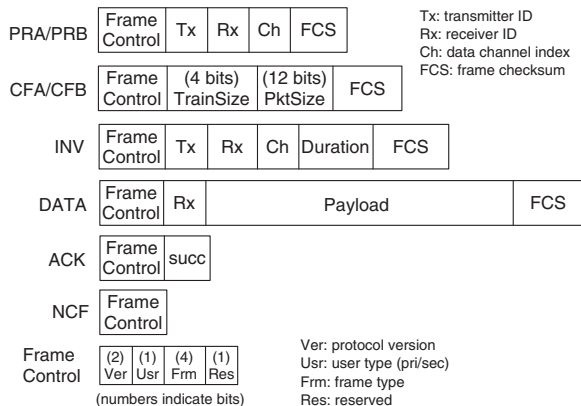 PRA/PRB
Frame Control
Tx
Rx
Ch
FCS
Tx: transmitter ID
Rx: receiver ID
Ch: data channel index
FCS: frame checksum
CFA/CFB
Frame Control
(4 bits) TrainSize
(12 bits) PktSize
FCS
INV
Frame Control
Tx
Rx
Ch
Duration
FCS
DATA
Frame Control
Rx
Payload
FCS
ACK
Frame Control
succ
NCF
Frame Control
Frame Control
(2) Ver
(1) Usr
(4) Frm
(1) Res
(numbers indicate bits)
Ver: protocol version
Usr: user type (pri/sec)
Frm: frame type
Res: reserved